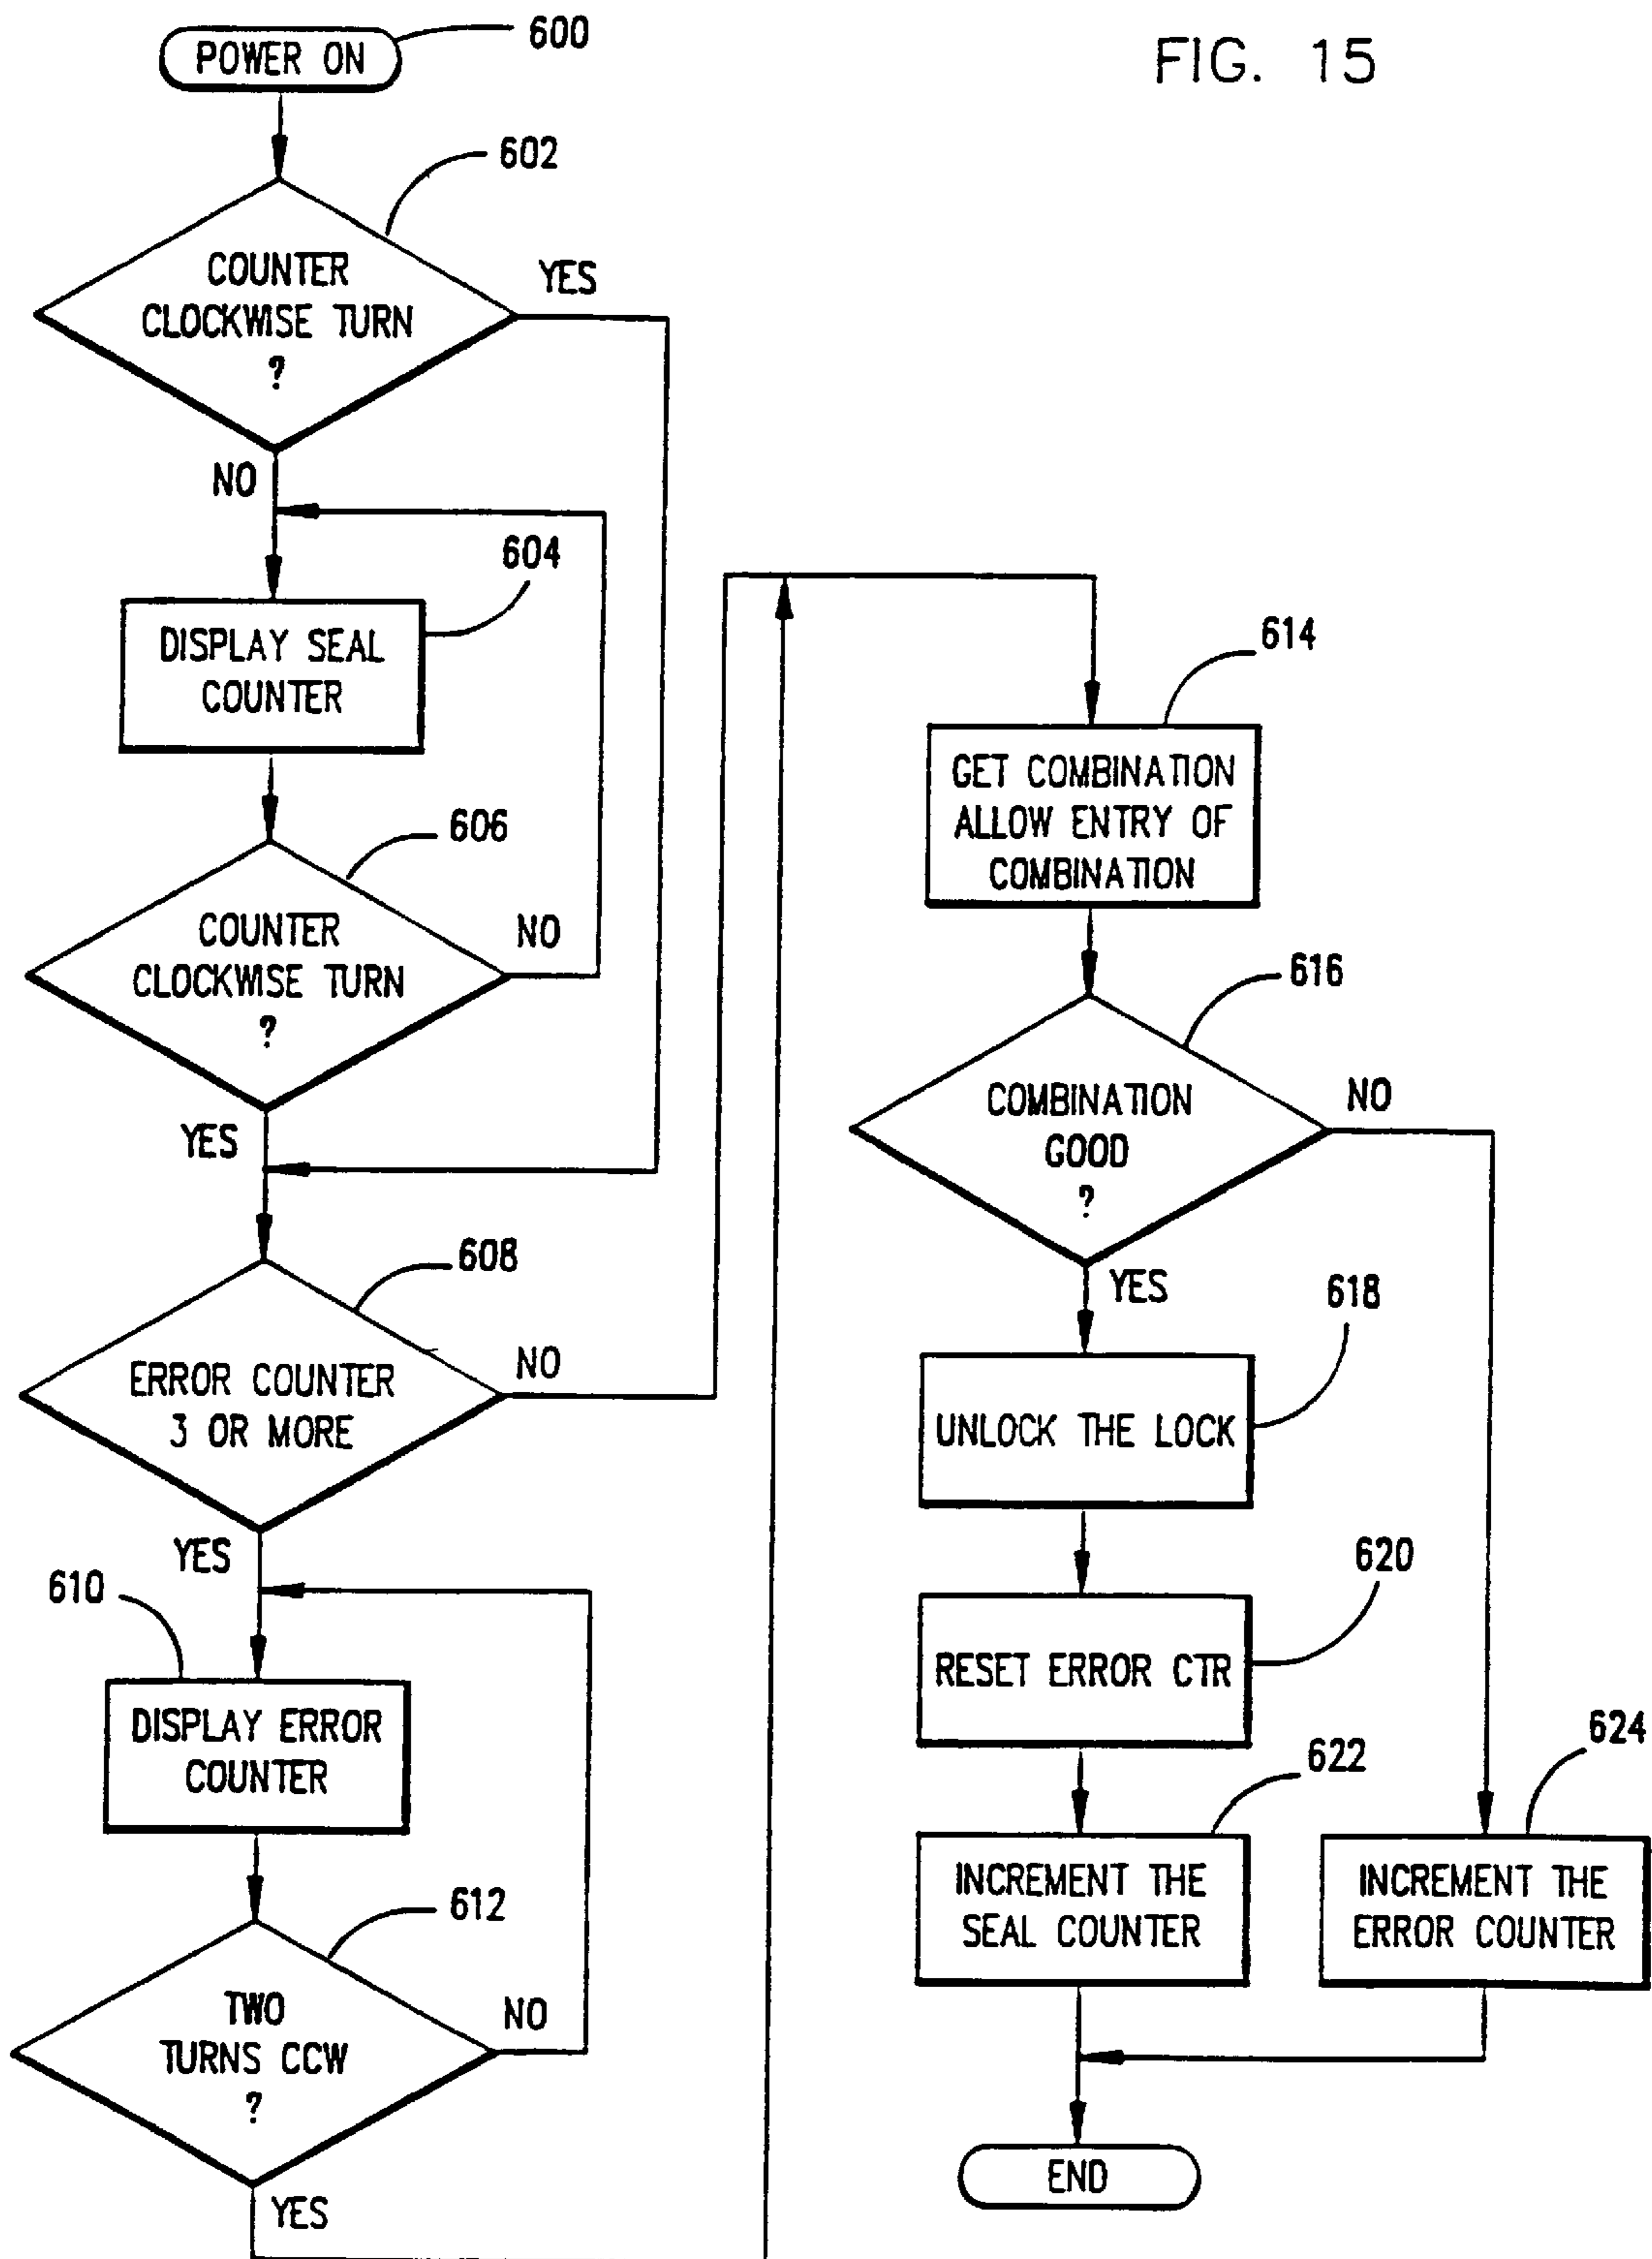 FIG. 15
POWER ON
600
602
COUNTER
CLOCKWISE TURN
?
YES
NO
604
DISPLAY SEAL
COUNTER
606
COUNTER
CLOCKWISE TURN
?
NO
YES
608
ERROR COUNTER
3 OR MORE
NO
YES
610
DISPLAY ERROR
COUNTER
612
TWO
TURNS CCW
?
NO
YES
614
GET COMBINATION
ALLOW ENTRY OF
COMBINATION
616
COMBINATION
GOOD
?
NO
YES
618
UNLOCK THE LOCK
620
RESET ERROR CTR
622
INCREMENT THE
SEAL COUNTER
624
INCREMENT THE
ERROR COUNTER
END